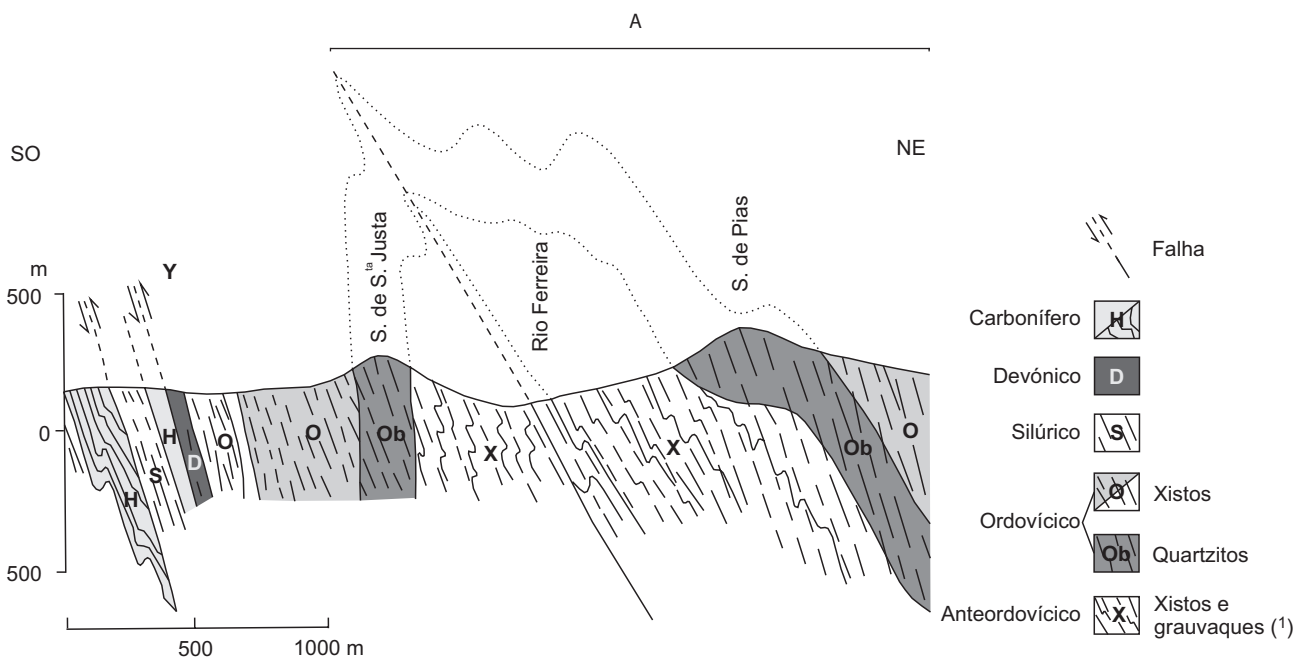 A
SO
NE
S. de S.ta Justa
Rio Ferreira
S. de Pias
m
Y
500
0
500
H
S
H
D
O
O
Ob
X
X
Ob
O
500
1000 m
Falha
Carbonífero
H
Devónico
D
Silúrico
S
Ordovícico
O
Xistos
Ob
Quartzitos
Anteordovícico
X
Xistos e
grauvaques (1)